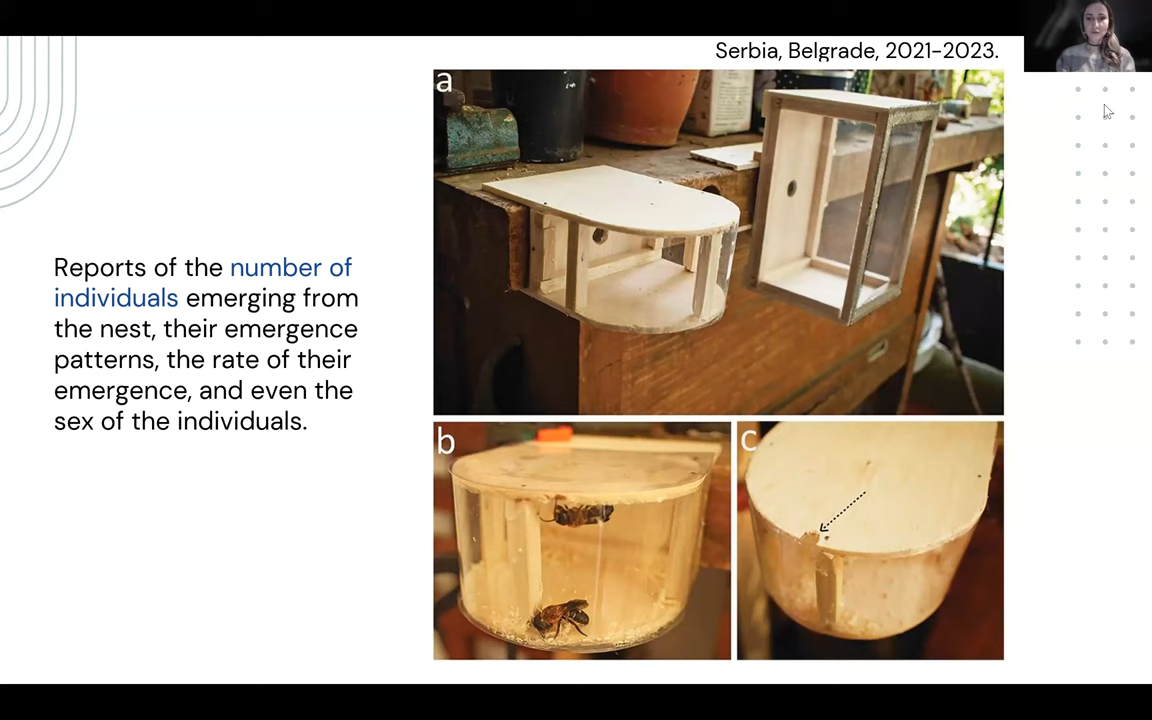 Serbia, Belgrade, 2021-2023.
a
Reports of the number of
individuals emerging from
the nest, their emergence
patterns, the rate of their
emergence, and even the
sex of the individuals.
b
c